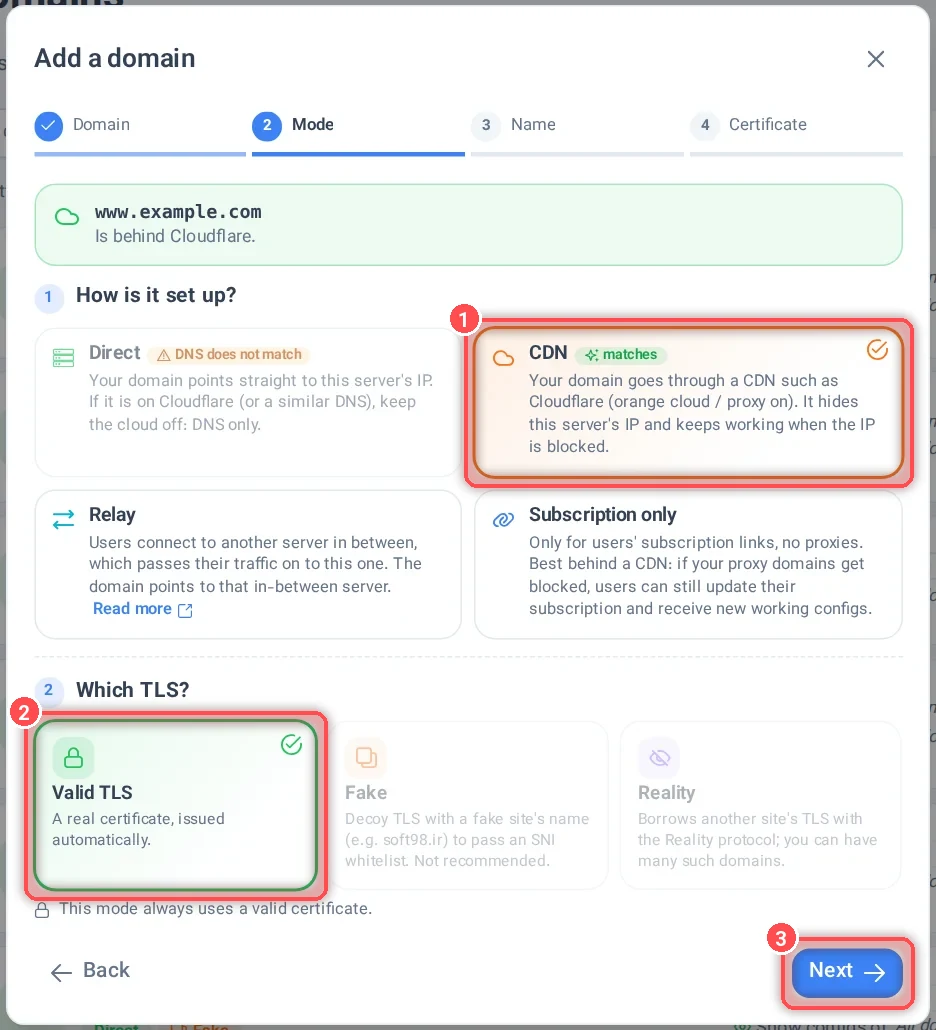 Add a domain
Domain
2 Mode
3 Name
4 Certificate
www.example.com
Is behind Cloudflare.
1 How is it set up?
1
Direct DNS does not match
Your domain points straight to this server's IP.
If it is on Cloudflare (or a similar DNS), keep
the cloud off: DNS only.
CDN matches
Your domain goes through a CDN such as
Cloudflare (orange cloud / proxy on). It hides
this server's IP and keeps working when the IP
is blocked.
Relay
Users connect to another server in between,
which passes their traffic on to this one. The
domain points to that in-between server.
Read more
Subscription only
Only for users' subscription links, no proxies.
Best behind a CDN: if your proxy domains get
blocked, users can still update their
subscription and receive new working configs.
2 Which TLS?
2
Valid TLS
A real certificate, issued
automatically.
Fake
Decoy TLS with a fake site's name
(e.g. soft98.ir) to pass an SNI
whitelist. Not recommended.
Reality
Borrows another site's TLS with
the Reality protocol; you can have
many such domains.
This mode always uses a valid certificate.
3
Back
Next